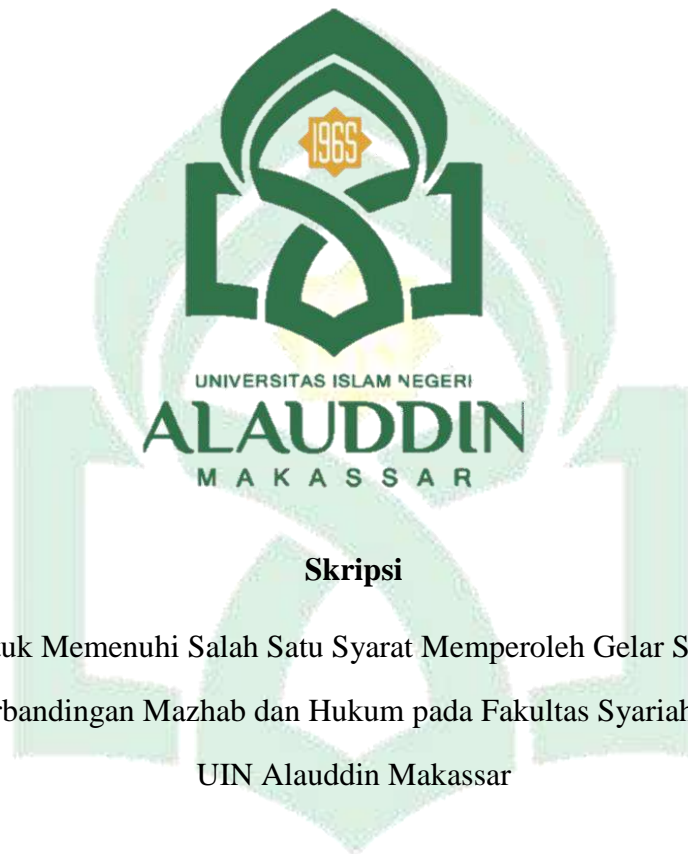 1965
UNIVERSITAS ISLAM NEGERI
ALAUDDIN
MAKASSAR
Skripsi
Memenuhi Salah Satu Syarat Memperoleh Gelar
Mazhab dan Hukum pada Fakultas Syariah
UIN Alauddin Makassar